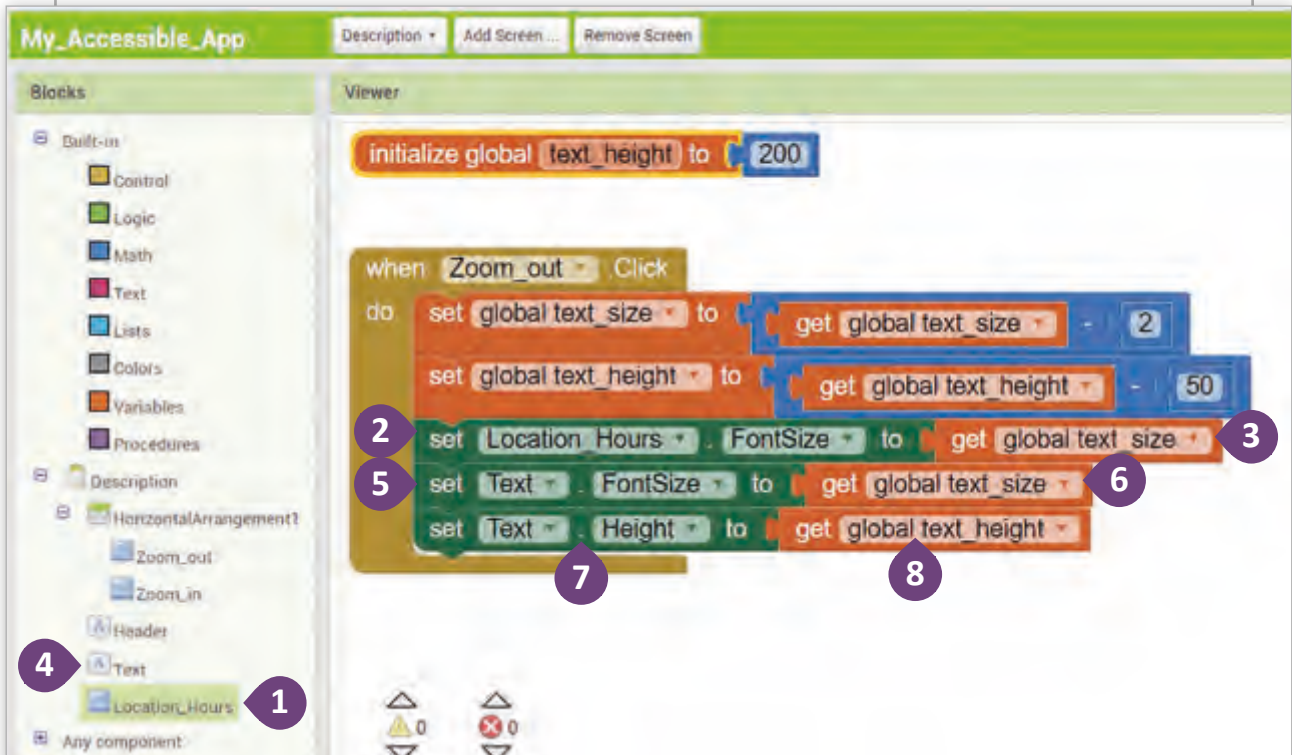 My_Accessible_App
Description
Add Screen ...
Remove Screen
Blocks
Viewer
Built-in
Control
Logic
Math
Text
Lists
Colors
Variables
Procedures
Description
HorizontalArrangement1
Zoom_out
Zoom_in
Header
4
Text
Location_Hours
1
Any component
initialize global text_height to 200
when Zoom_out .Click
do set global text_size to get global text_size - 2
set global text_height to get global text_height - 50
2 set Location_Hours . FontSize to get global text_size 3
5 set Text . FontSize to get global text_size 6
set Text . Height to get global text_height
7 8
0 0